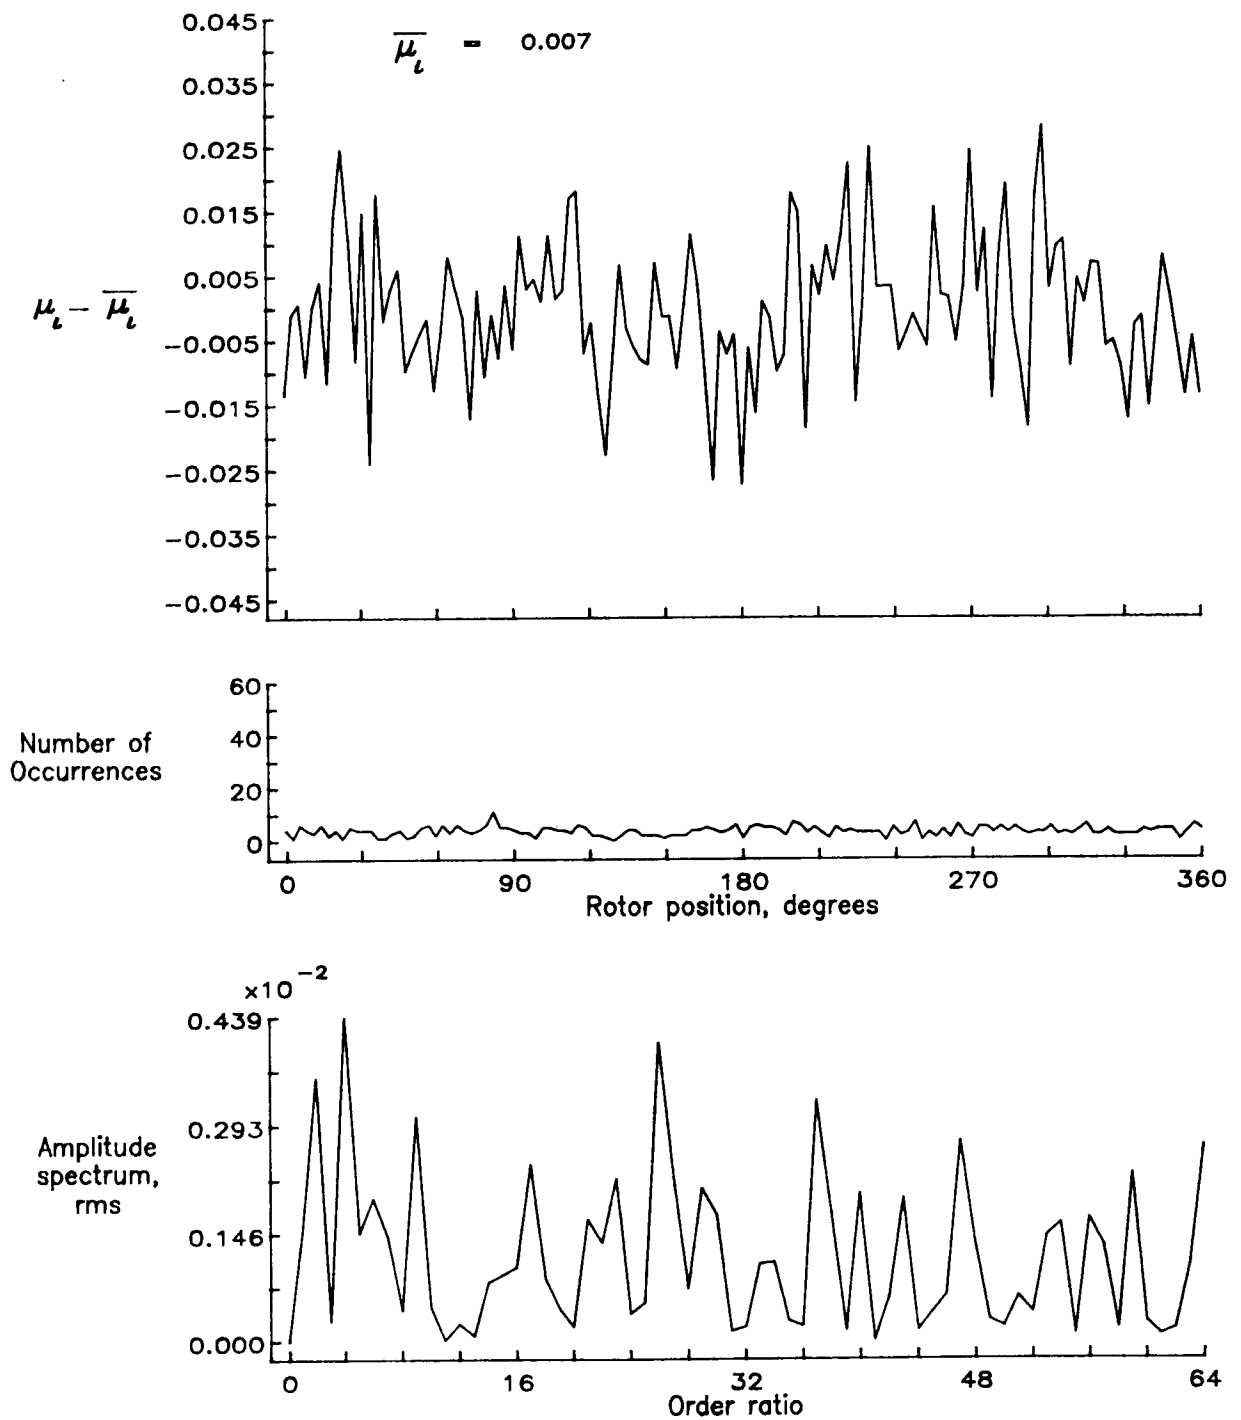 μ̅ι = 0.007
0.045
0.035
0.025
0.015
0.005
−0.005
−0.015
−0.025
−0.035
−0.045
μι − μ̅ι
60
40
20
0
Number of
Occurrences
0 90 180 270 360
Rotor position, degrees
×10⁻²
0.439
0.293
0.146
0.000
Amplitude
spectrum,
rms
0 16 32 48 64
Order ratio